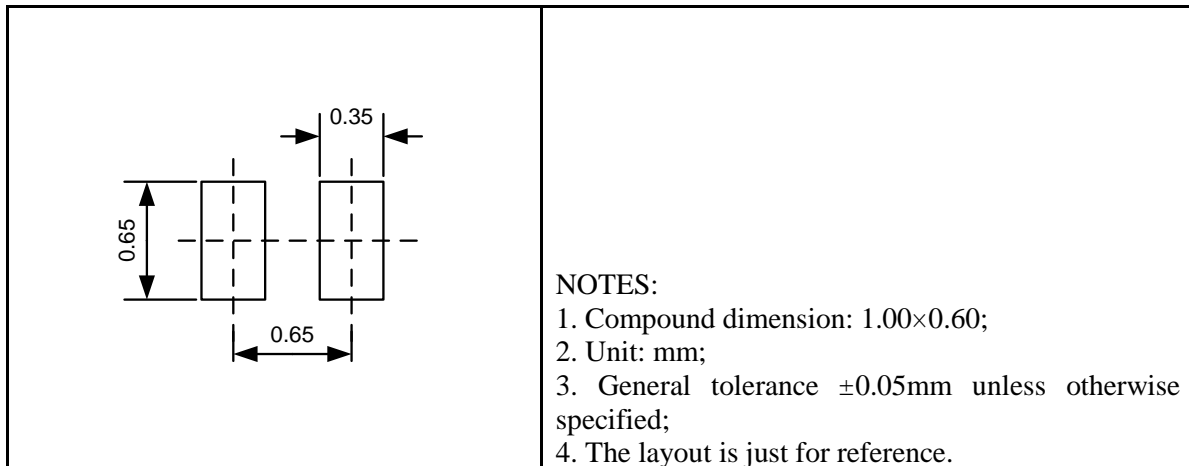 0.35
0.65
0.65
NOTES:
1. Compound dimension: 1.00×0.60;
2. Unit: mm;
3. General tolerance ±0.05mm unless otherwise
specified;
4. The layout is just for reference.